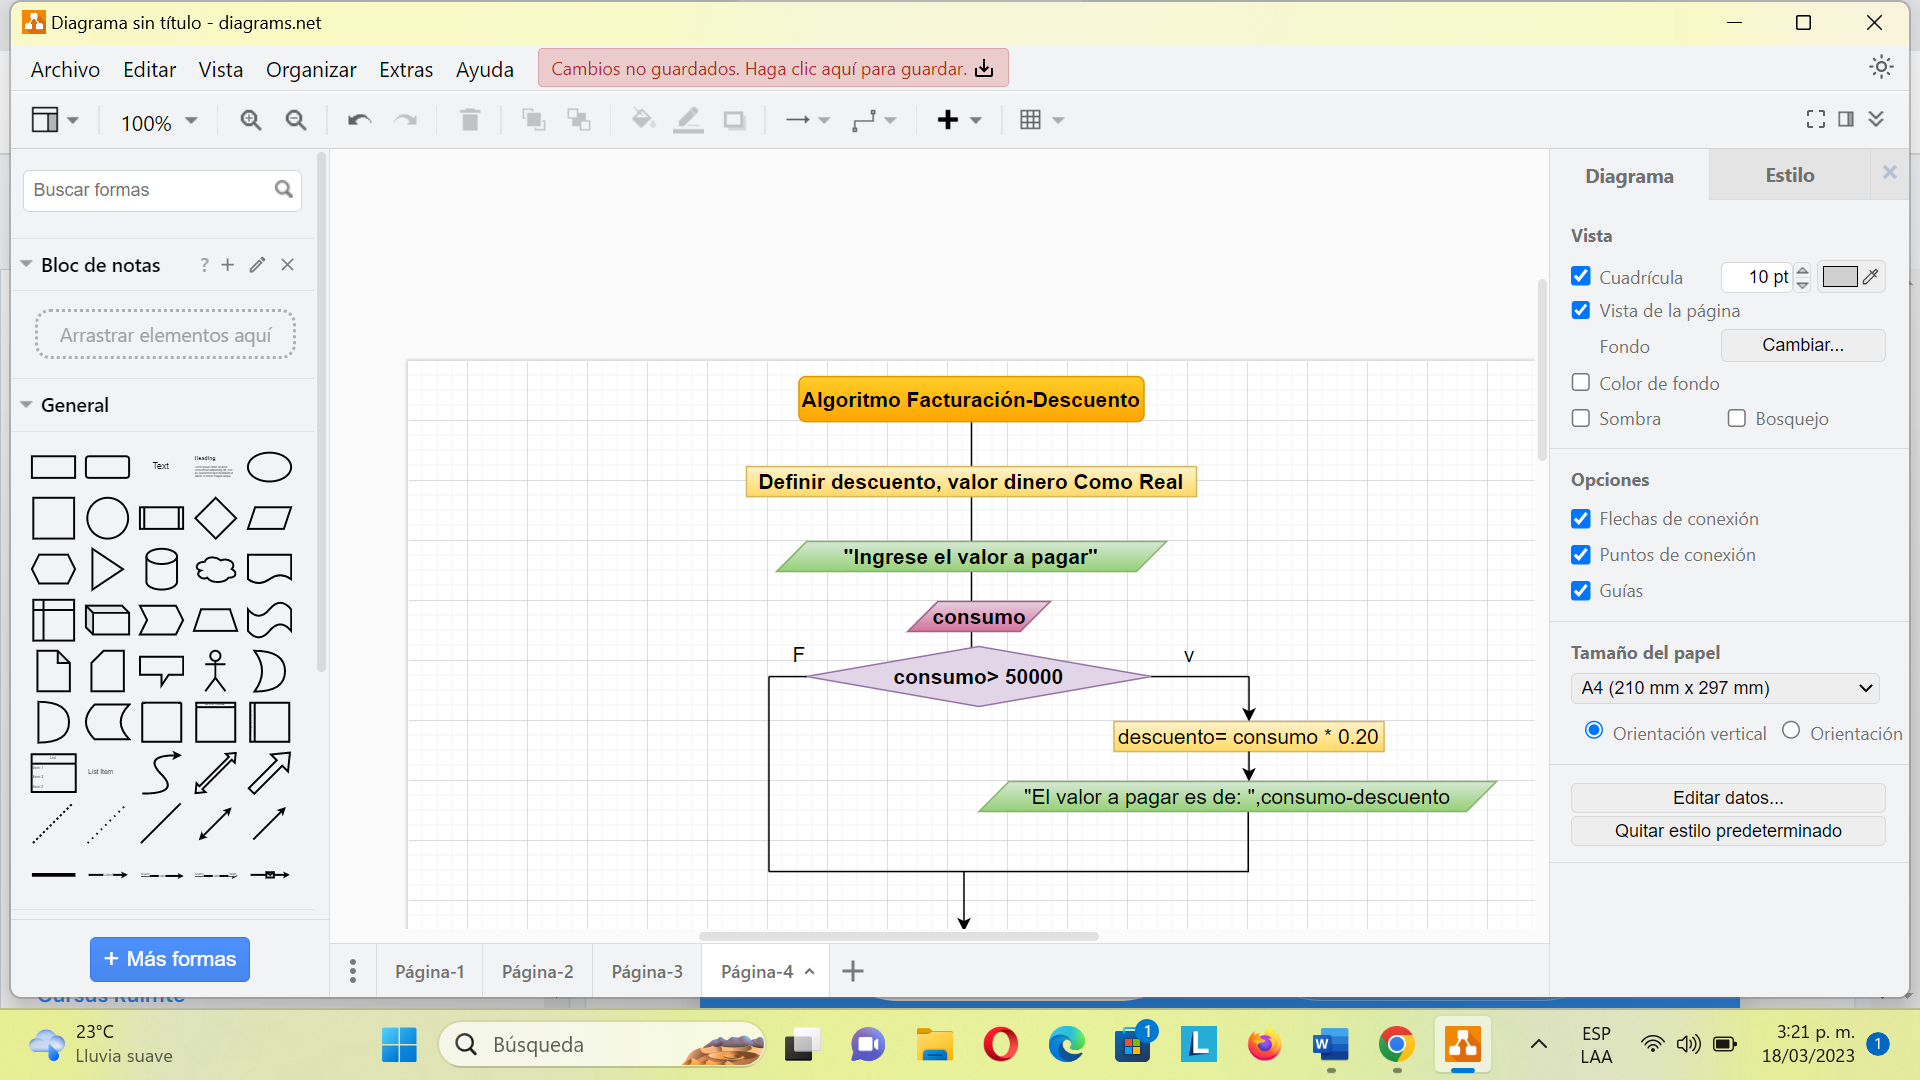 Diagrama sin título - diagrams.net
Archivo Editar Vista Organizar Extras Ayuda Cambios no guardados. Haga clic aquí para guardar.
100%
Buscar formas
Bloc de notas ?
Arrastrar elementos aquí
General
Text
Heading
List
List Item
+ Más formas
Algoritmo Facturación-Descuento
Definir descuento, valor dinero Como Real
"Ingrese el valor a pagar"
consumo
F
v
consumo> 50000
descuento= consumo * 0.20
"El valor a pagar es de: ",consumo-descuento
Página-1 Página-2 Página-3 Página-4
Diagrama Estilo
Vista
Cuadrícula 10 pt
Vista de la página
Fondo Cambiar...
Color de fondo
Sombra Bosquejo
Opciones
Flechas de conexión
Puntos de conexión
Guías
Tamaño del papel
A4 (210 mm x 297 mm)
Orientación vertical Orientación
Editar datos...
Quitar estilo predeterminado
23°C
Lluvia suave
Búsqueda
1
L
W
ESP
LAA
3:21 p. m.
18/03/2023
1